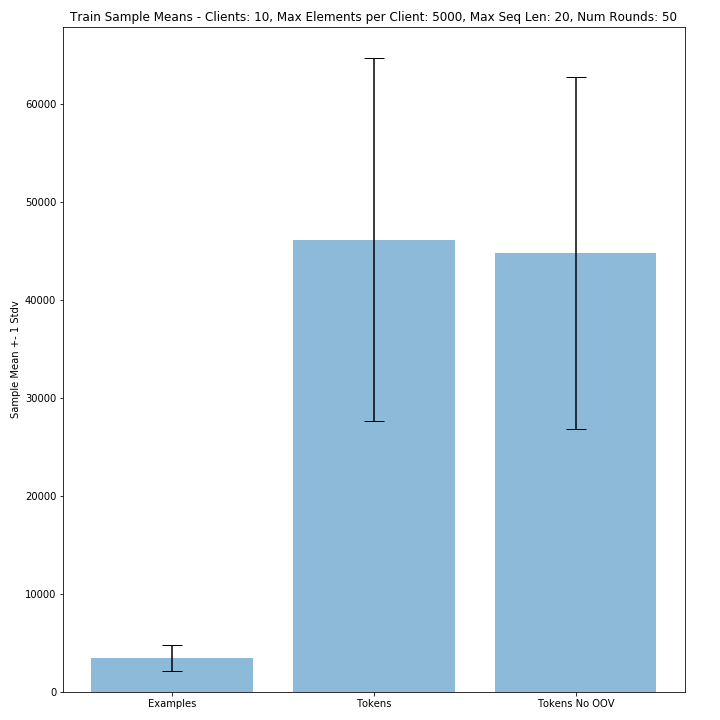 Train Sample Means - Clients: 10, Max Elements per Client: 5000, Max Seq Len: 20, Num Rounds: 50
60000
50000
40000
30000
20000
10000
0
Sample Mean +- 1 Stdv
Examples
Tokens
Tokens No OOV